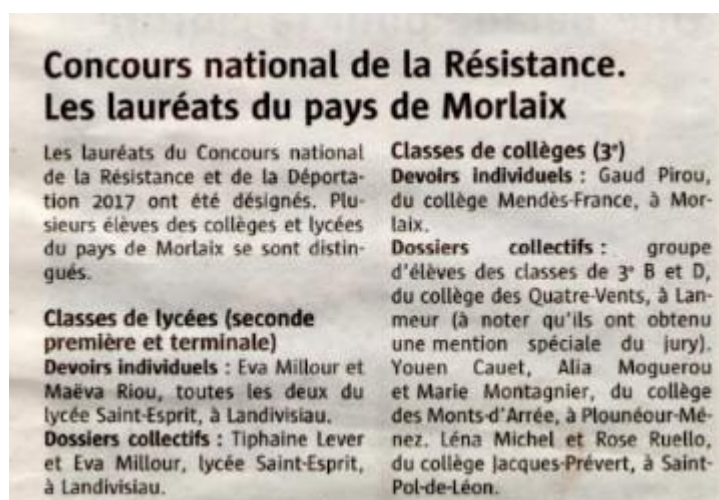 Concours national de la Résistance.
Les lauréats du pays de Morlaix
Les lauréats du Concours national
de la Résistance et de la Déporta-
tion 2017 ont été désignés. Plu-
sieurs élèves des collèges et lycées
du pays de Morlaix se sont distin-
gués.
Classes de lycées (seconde
première et terminale)
Devoirs individuels : Eva Millour et
Maëva Riou, toutes les deux du
lycée Saint-Esprit, à Landivisiau.
Dossiers collectifs : Tiphaine Lever
et Eva Millour, lycée Saint-Esprit,
à Landivisiau.
Classes de collèges (3e)
Devoirs individuels : Gaud Pirou,
du collège Mendès-France, à Mor-
laix.
Dossiers collectifs : groupe
d'élèves des classes de 3e B et D,
du collège des Quatre-Vents, à Lan-
meur (à noter qu'ils ont obtenu
une mention spéciale du jury).
Youen Cauet, Alia Moguerou
et Marie Montagnier, du collège
des Monts-d'Arrée, à Plounéour-Mé-
nez. Léna Michel et Rose Ruello,
du collège Jacques-Prévert, à Saint-
Pol-de-Léon.